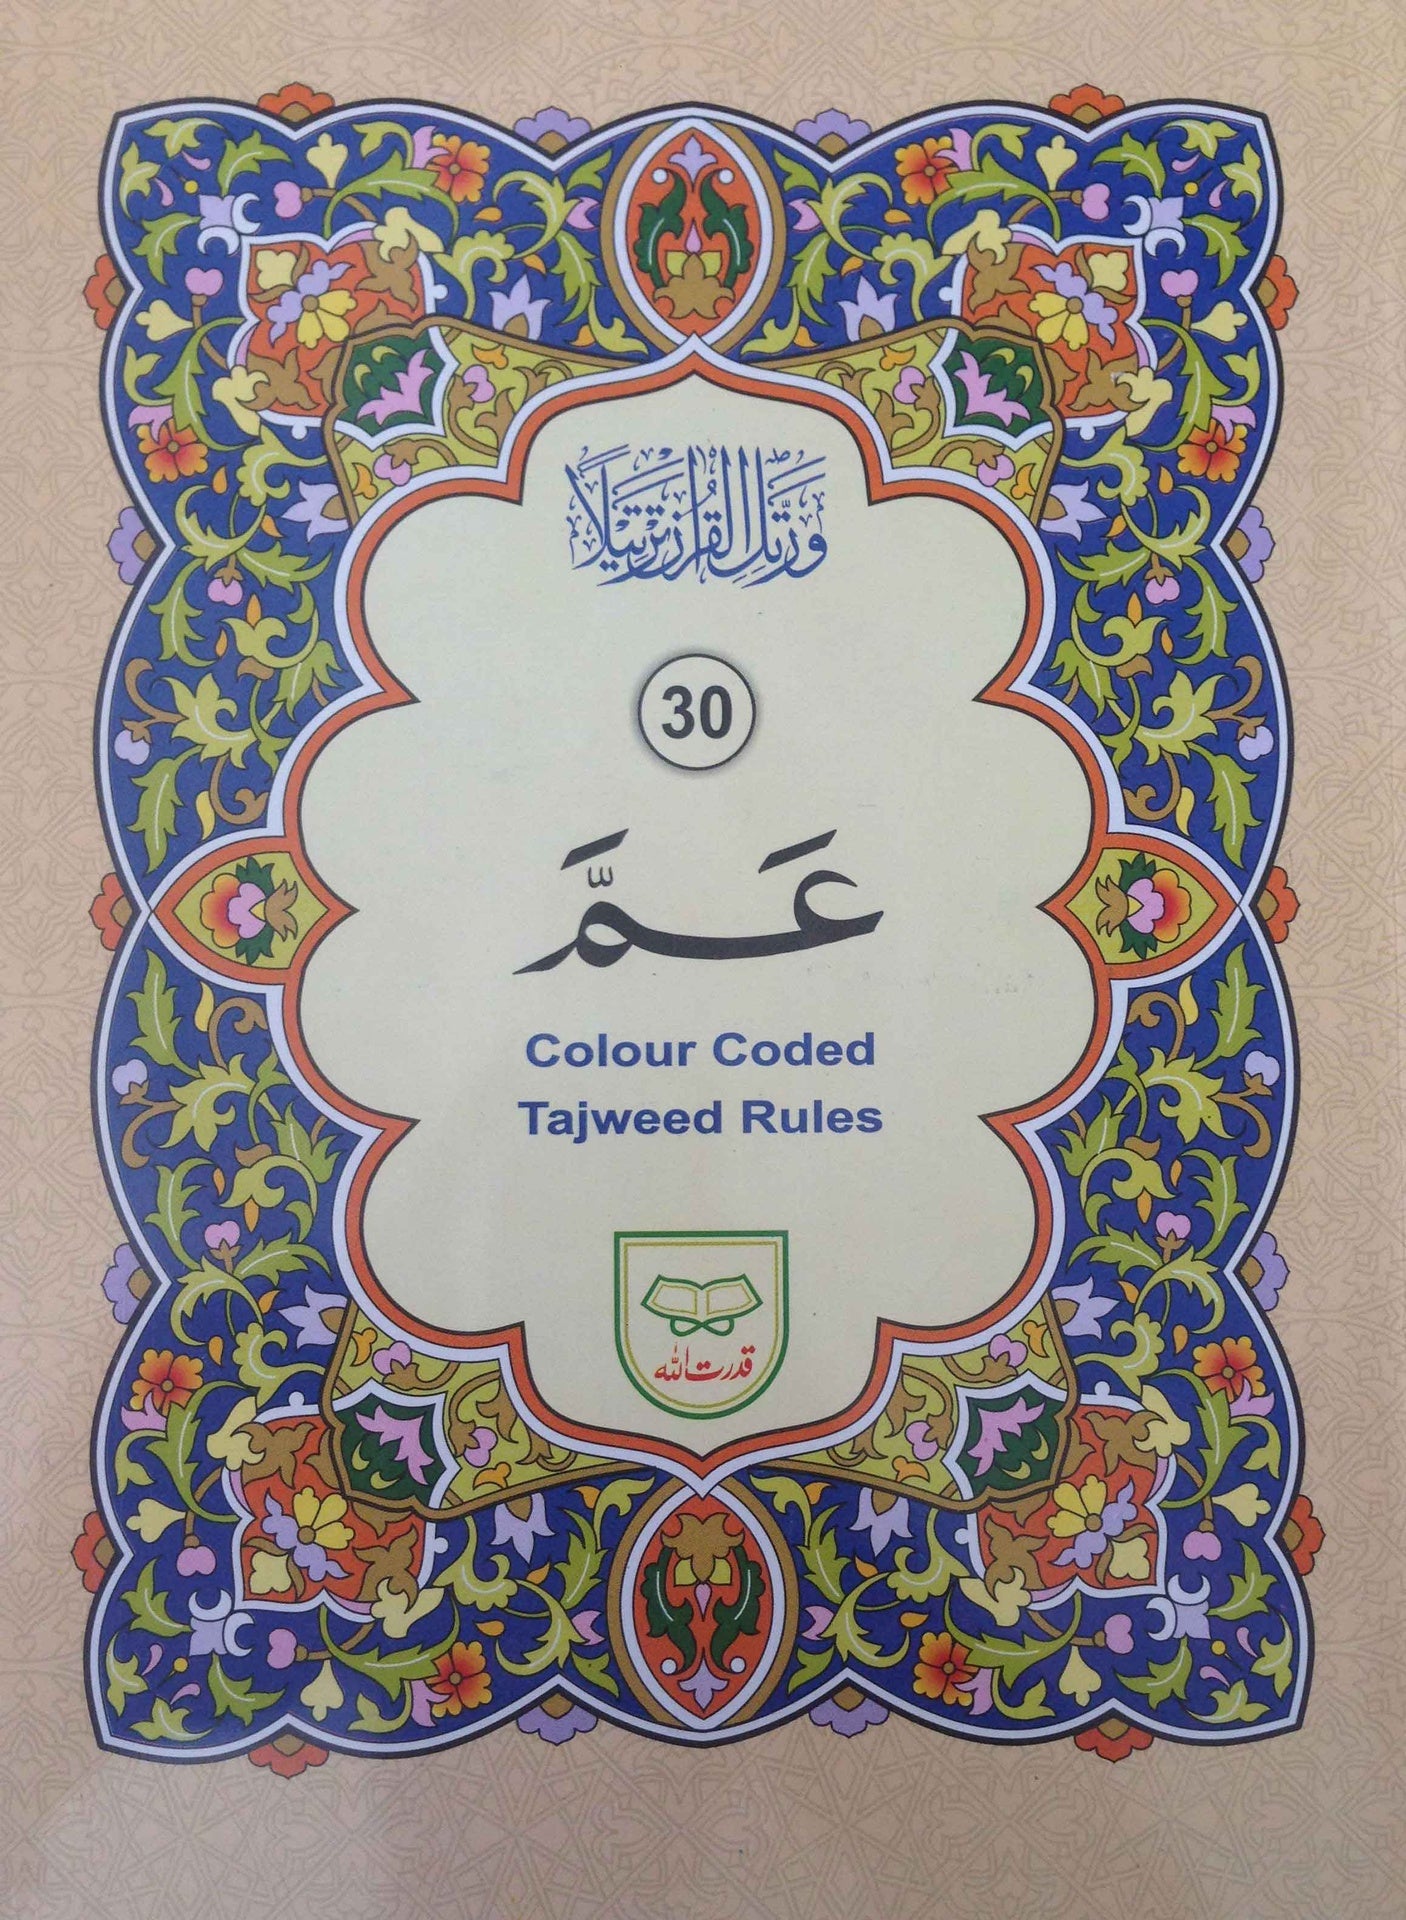 وَرَتِّلِ الْقُرْاٰنَ تَرْتِیْلًا
30
عَمَّ
Colour Coded
Tajweed Rules
قدرت اللہ